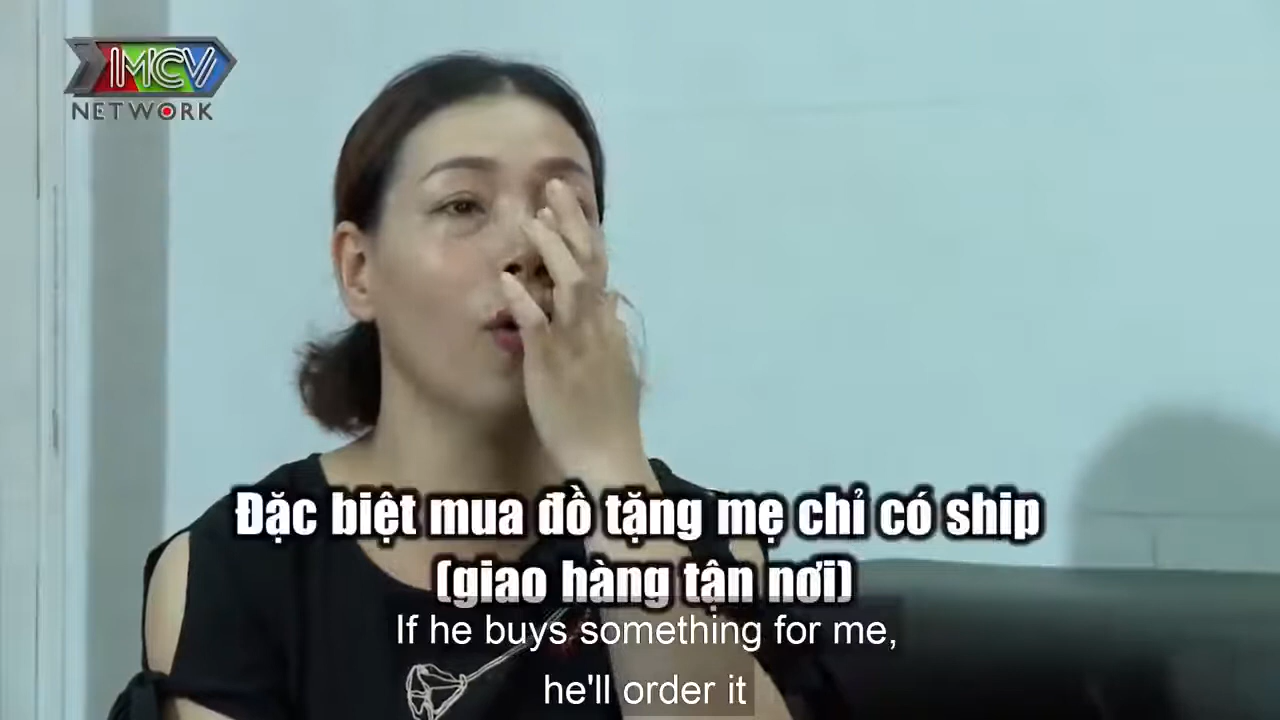 MCV
NETWORK
Đặc biệt mua đồ tặng mẹ chỉ có ship
(giao hàng tận nơi)
If he buys something for me,
he'll order it